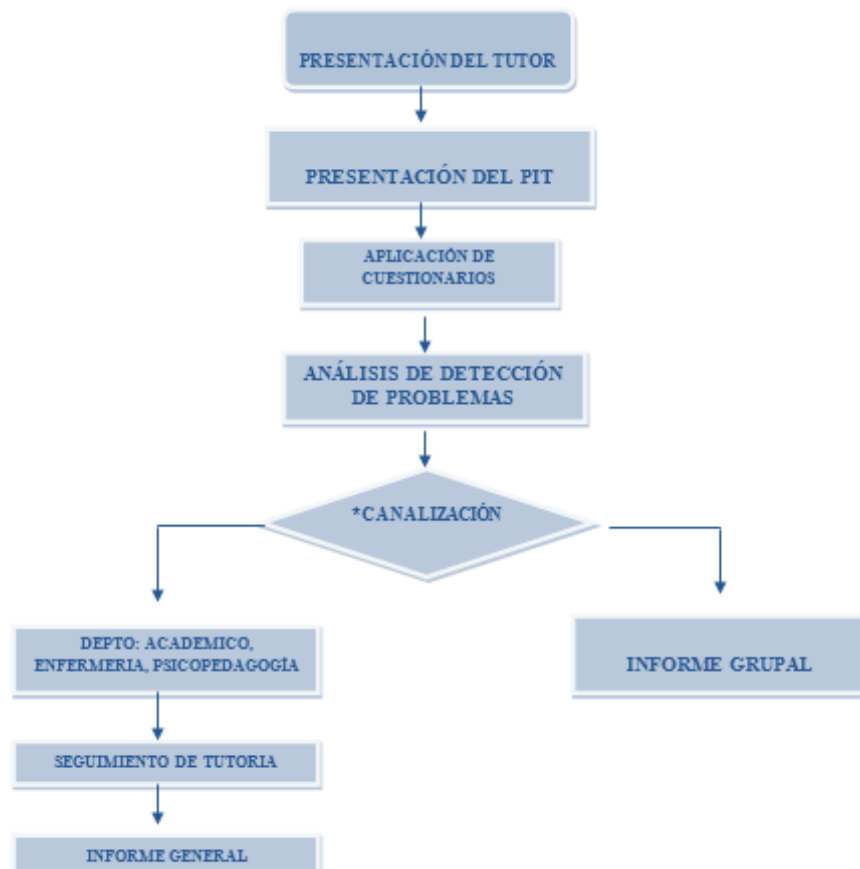 PRESENTACIÓN DEL TUTOR
PRESENTACIÓN DEL PIT
APLICACIÓN DE
CUESTIONARIOS
ANÁLISIS DE DETECCIÓN
DE PROBLEMAS
*CANALIZACIÓN
DEPTO: ACADEMICO,
ENFERMERIA, PSICOPEDAGOGÍA
INFORME GRUPAL
SEGUIMIENTO DE TUTORIA
INFORME GENERAL